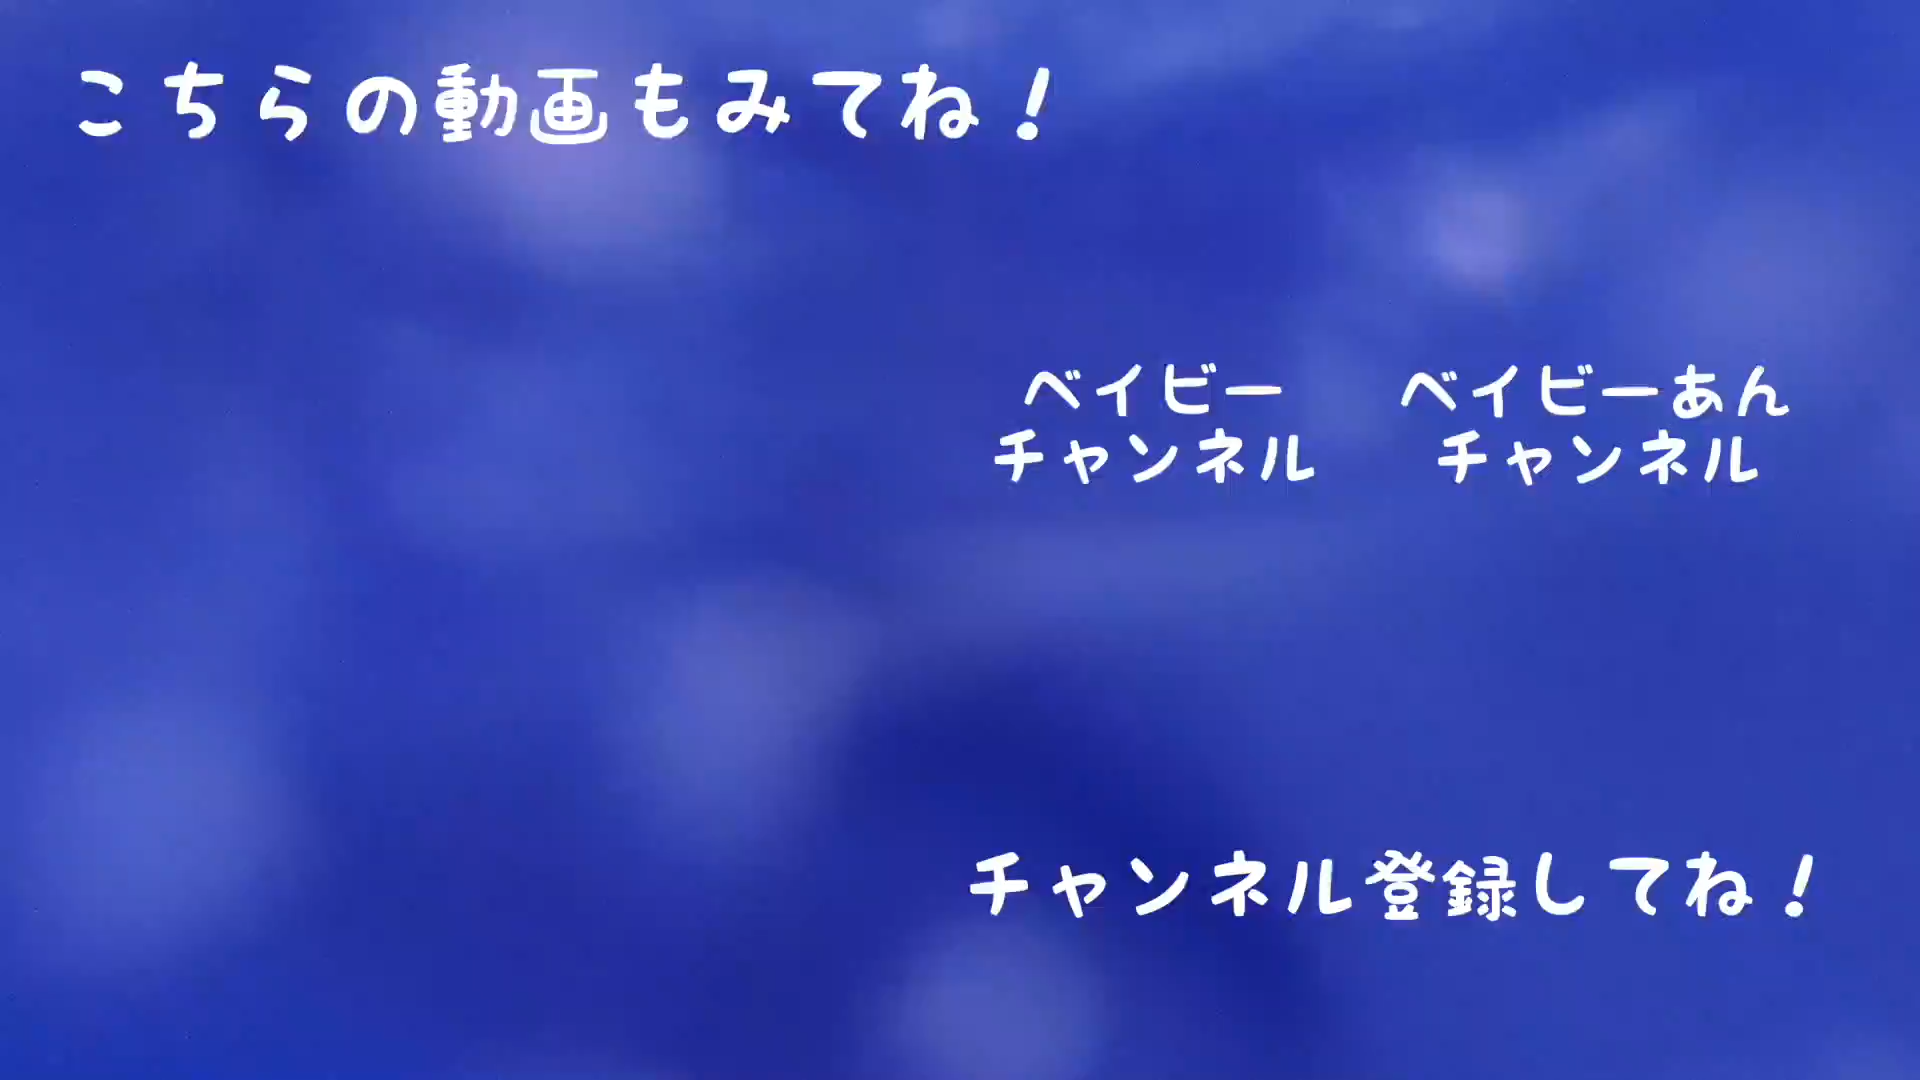 こちらの動画もみてね！
ベイビー
チャンネル
ベイビーあん
チャンネル
チャンネル登録してね！